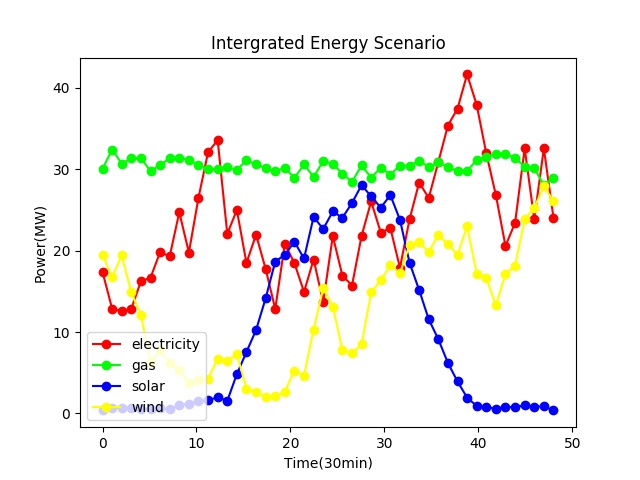 Intergrated Energy Scenario
Power(MW)
40
30
20
10
0
electricity
gas
solar
wind
0 10 20 30 40 50
Time(30min)